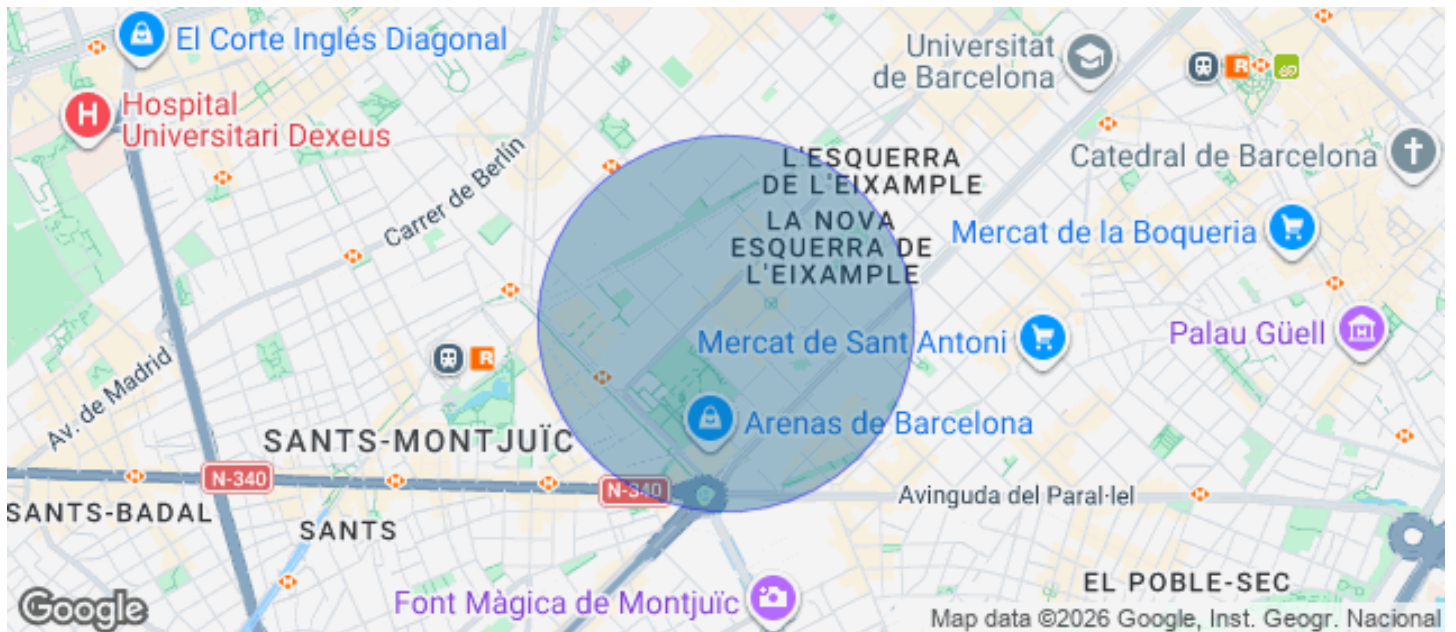 El Corte Inglés Diagonal
Universitat
de Barcelona
R
H
Hospital
Universitari Dexeus
Carrer de Berlín
L'ESQUERRA
DE L'EIXAMPLE
Catedral de Barcelona
LA NOVA
ESQUERRA DE
L'EIXAMPLE
Mercat de la Boqueria
Mercat de Sant Antoni
Palau Güell
R
Av. de Madrid
Arenas de Barcelona
SANTS-MONTJUÏC
N-340
N-340
Avinguda del Paral·lel
SANTS-BADAL
SANTS
EL POBLE-SEC
Font Màgica de Montjuïc
Google
Map data ©2026 Google, Inst. Geogr. Nacional